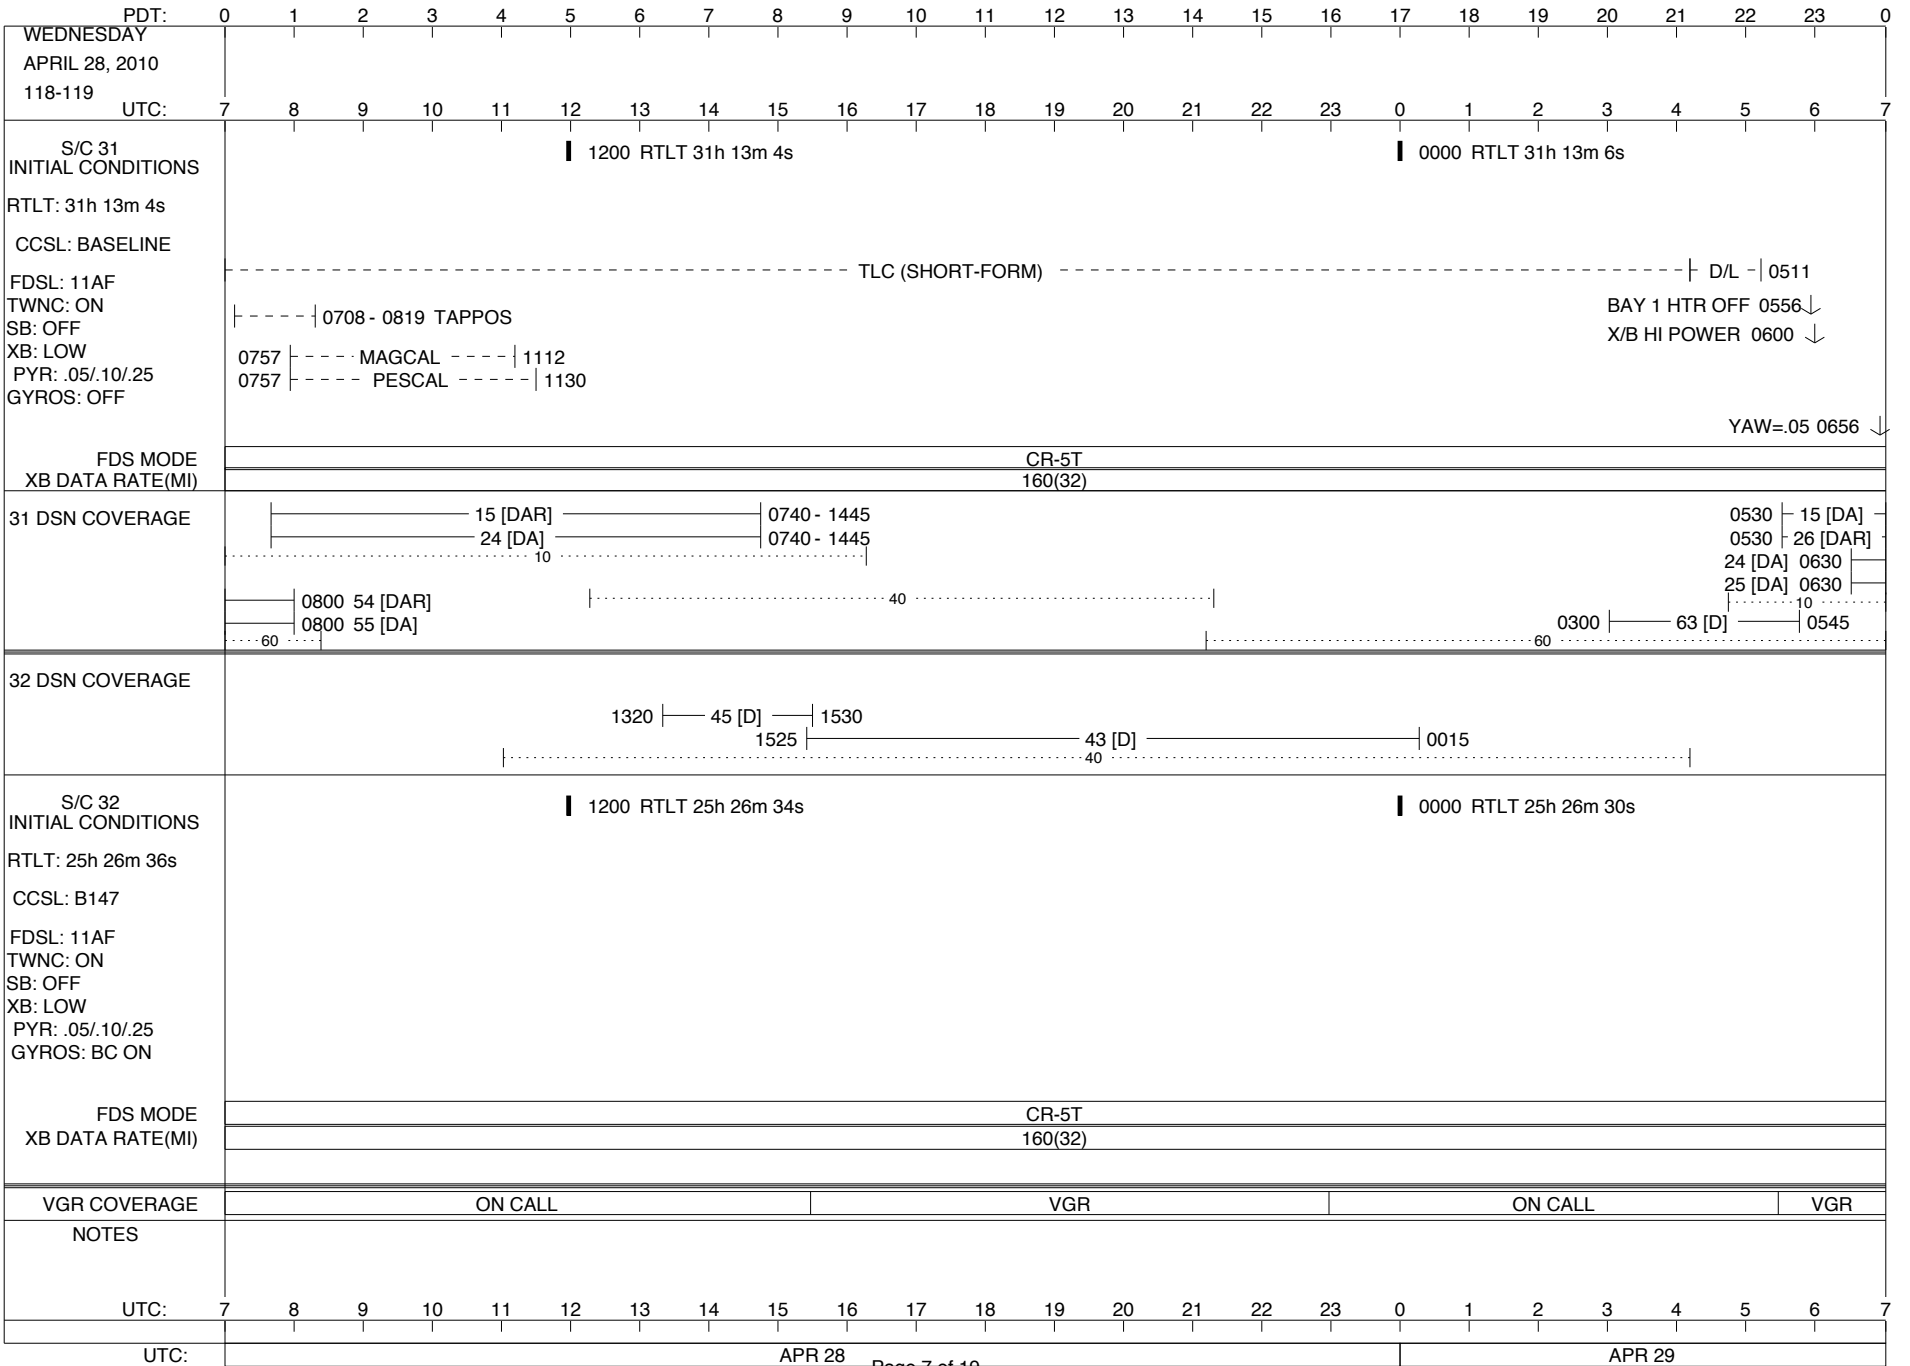 PDT: 0 1 2 3 4 5 6 7 8 9 10 11 12 13 14 15 16 17 18 19 20 21 22 23 0
WEDNESDAY
APRIL 28, 2010
118-119
UTC: 7 8 9 10 11 12 13 14 15 16 17 18 19 20 21 22 23 0 1 2 3 4 5 6 7
S/C 31
INITIAL CONDITIONS
1200 RTLT 31h 13m 4s
0000 RTLT 31h 13m 6s
RTLT: 31h 13m 4s
CCSL: BASELINE
TLC (SHORT-FORM)
D/L
0511
FDSL: 11AF
TWNC: ON
BAY 1 HTR OFF 0556
0708 - 0819 TAPPOS
SB: OFF
X/B HI POWER 0600
XB: LOW
0757 MAGCAL 1112
PYR: .05/.10/.25
0757 PESCAL 1130
GYROS: OFF
YAW=.05 0656
FDS MODE CR-5T
XB DATA RATE(MI) 160(32)
31 DSN COVERAGE
15 [DAR] 0740 - 1445
0530 15 [DA]
24 [DA] 0740 - 1445
0530 26 [DAR]
10
24 [DA] 0630
25 [DA] 0630
0800 54 [DAR]
40
10
0800 55 [DA]
0300 63 [D] 0545
60
60
32 DSN COVERAGE
1320 45 [D] 1530
1525 43 [D] 0015
40
S/C 32
INITIAL CONDITIONS
1200 RTLT 25h 26m 34s
0000 RTLT 25h 26m 30s
RTLT: 25h 26m 36s
CCSL: B147
FDSL: 11AF
TWNC: ON
SB: OFF
XB: LOW
PYR: .05/.10/.25
GYROS: BC ON
FDS MODE CR-5T
XB DATA RATE(MI) 160(32)
VGR COVERAGE ON CALL VGR ON CALL VGR
NOTES
UTC: 7 8 9 10 11 12 13 14 15 16 17 18 19 20 21 22 23 0 1 2 3 4 5 6 7
UTC: APR 28 APR 29
Page 7 of 10